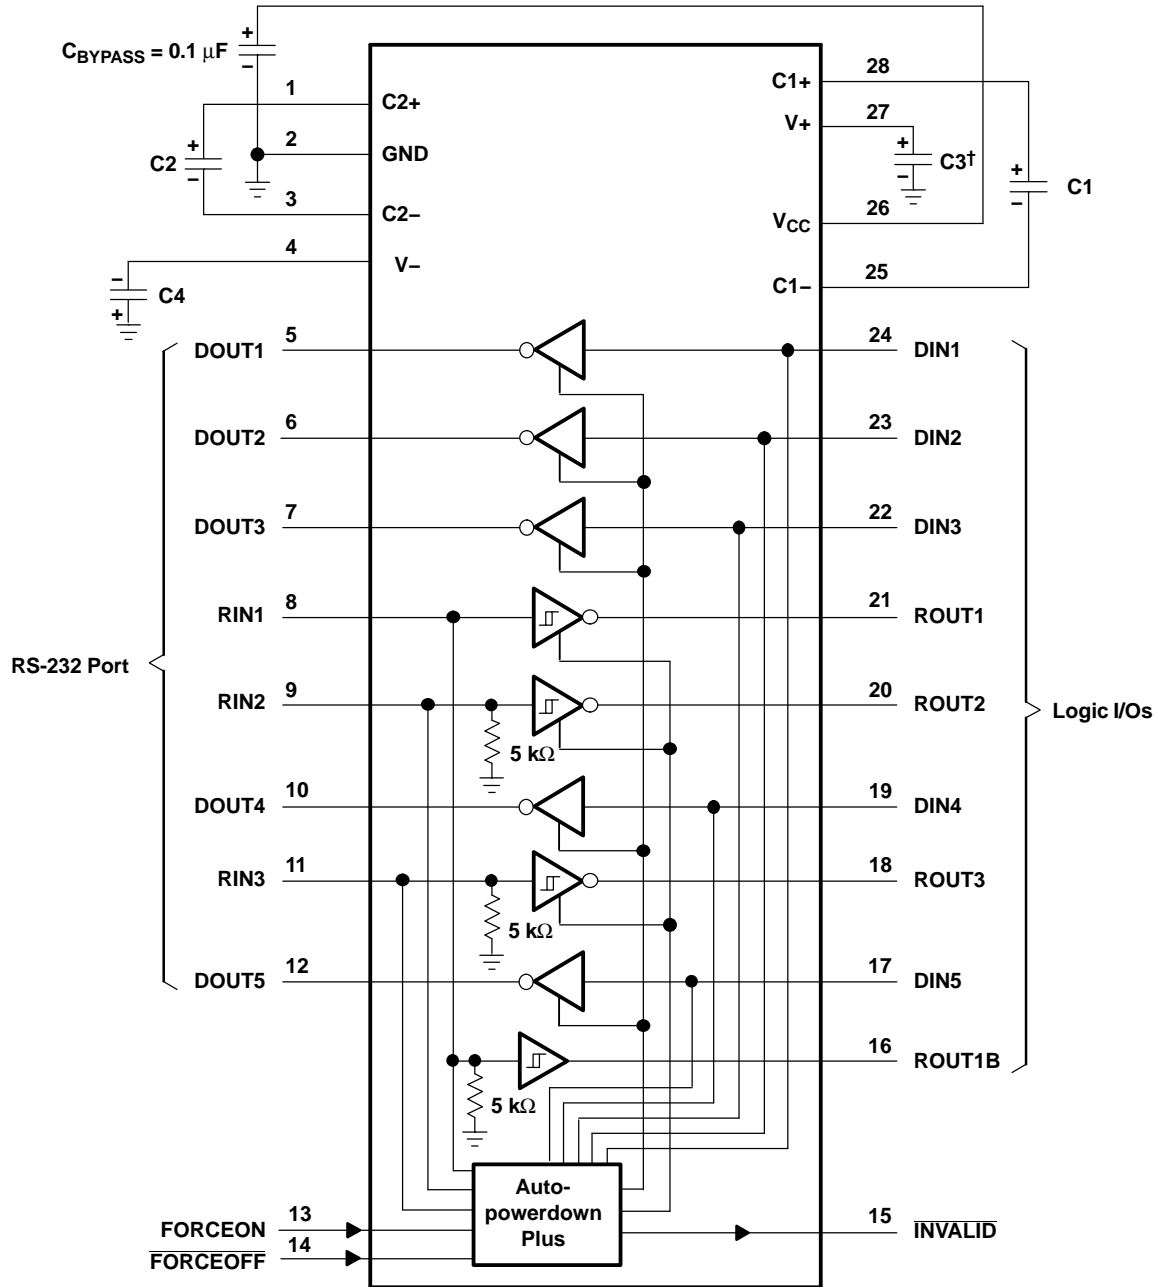 C_BYPASS = 0.1 μF
+
−
1
C2+
C1+
28
V+
27
2
GND
+
−
C3†
C2
+
−
+
−
C1
3
C2−
V_CC
26
4
V−
C1−
25
−
+
C4
DOUT1
5
24
DIN1
DOUT2
6
23
DIN2
DOUT3
7
22
DIN3
RIN1
8
21
ROUT1
RS-232 Port
RIN2
9
20
ROUT2
Logic I/Os
5 kΩ
DOUT4
10
19
DIN4
RIN3
11
18
ROUT3
5 kΩ
DOUT5
12
17
DIN5
16
ROUT1B
5 kΩ
Auto-
powerdown
Plus
FORCEON
13
15
INVALID
FORCEOFF
14